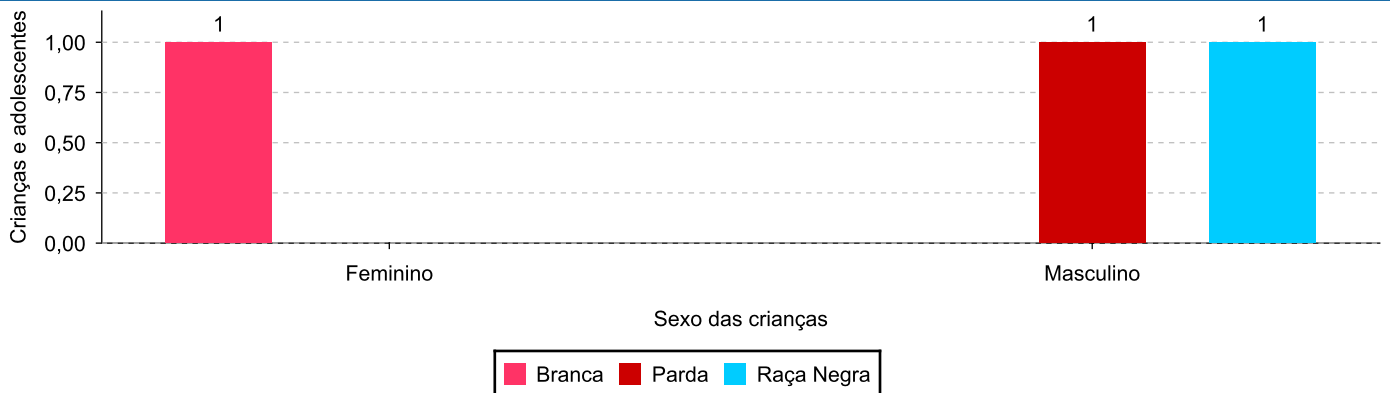 Crianças e adolescentes
1
1
1
1,00
0,75
0,50
0,25
0,00
Feminino
Masculino
Sexo das crianças
Branca
Parda
Raça Negra